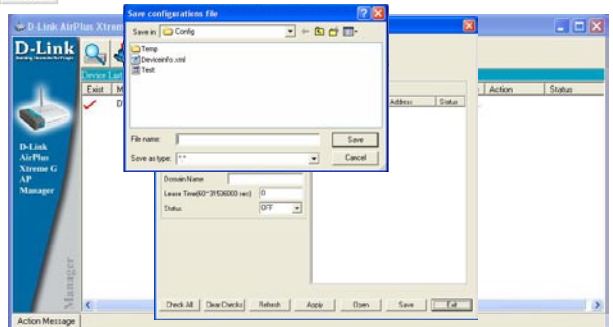 D-Link AirPlus Xtrem
Save configurations file
Save in
Config
Temp
Deviceinfo.xml
Test
File name:
Save
Save as type:
*.*
Cancel
D-Link
Device List
Exist
M
Address
Status
Action
Status
D
D-Link
AirPlus
Xtreme G
AP
Manager
Manager
Domain Name
Lease Time(60~31536000 sec)
0
Status
OFF
Check All
Clear Checks
Refresh
Apply
Open
Save
Exit
Action Message